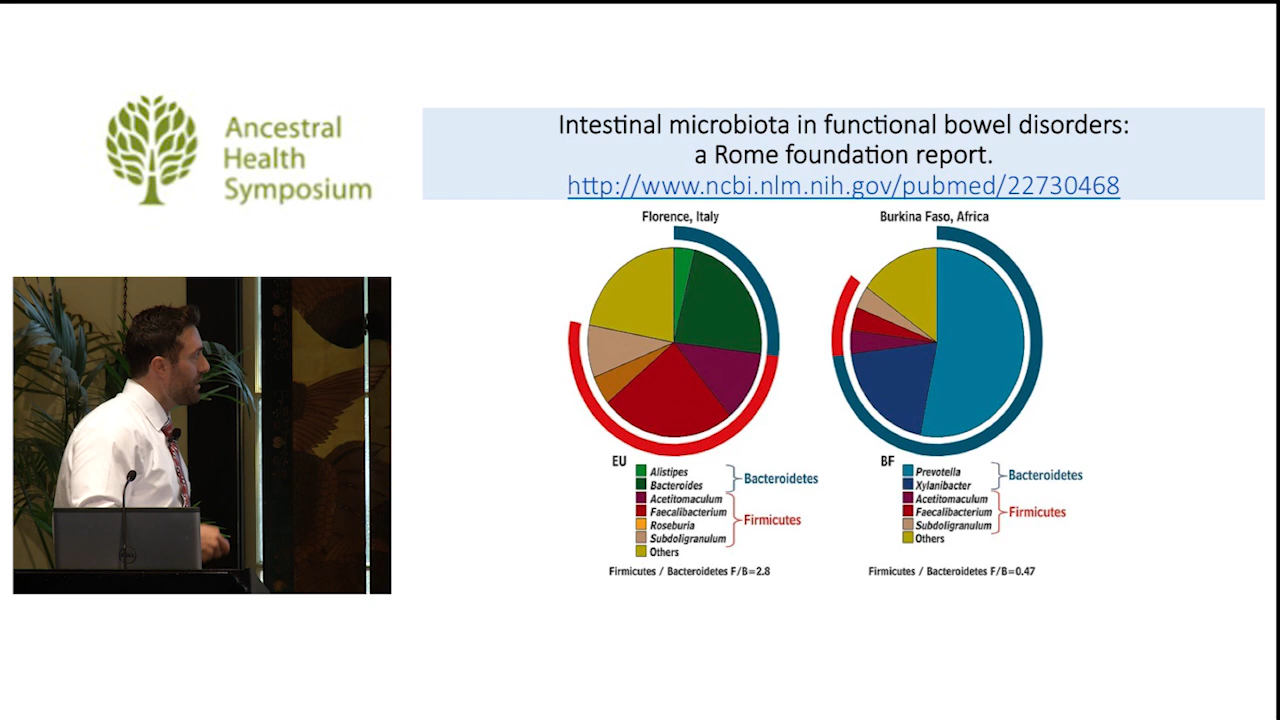 Ancestral
Health
Symposium
Intestinal microbiota in functional bowel disorders:
a Rome foundation report.
http://www.ncbi.nlm.nih.gov/pubmed/22730468
Florence, Italy
EU
Alistipes
Bacteroides
Acetitomaculum
Faecalibacterium
Roseburia
Subdoligranulum
Others
Bacteroidetes
Firmicutes
Firmicutes / Bacteroidetes F/B=2.8
Burkina Faso, Africa
BF
Prevotella
Xylanibacter
Acetitomaculum
Faecalibacterium
Subdoligranulum
Others
Bacteroidetes
Firmicutes
Firmicutes / Bacteroidetes F/B=0.47
DELL